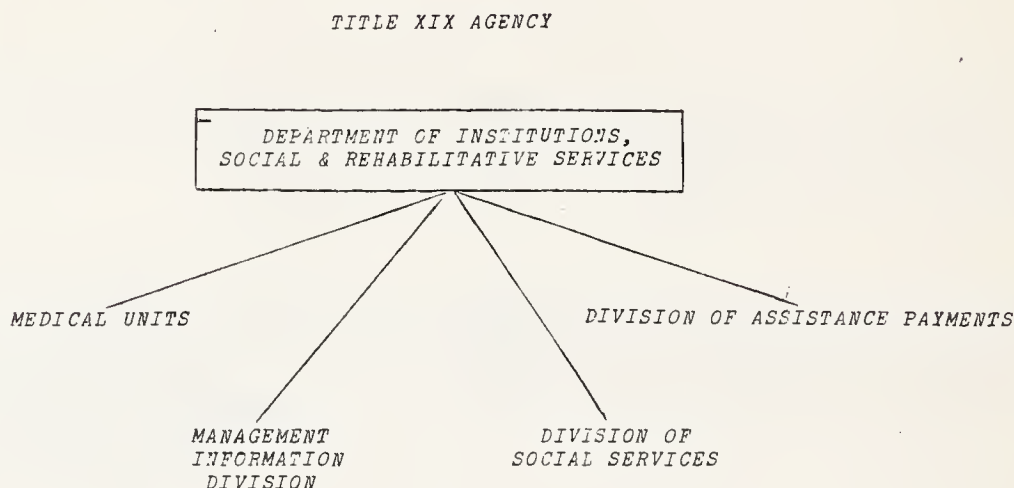 TITLE XIX AGENCY
DEPARTMENT OF INSTITUTIONS,
SOCIAL & REHABILITATIVE SERVICES
MEDICAL UNITS
DIVISION OF ASSISTANCE PAYMENTS
MANAGEMENT
INFORMATION
DIVISION
DIVISION OF
SOCIAL SERVICES